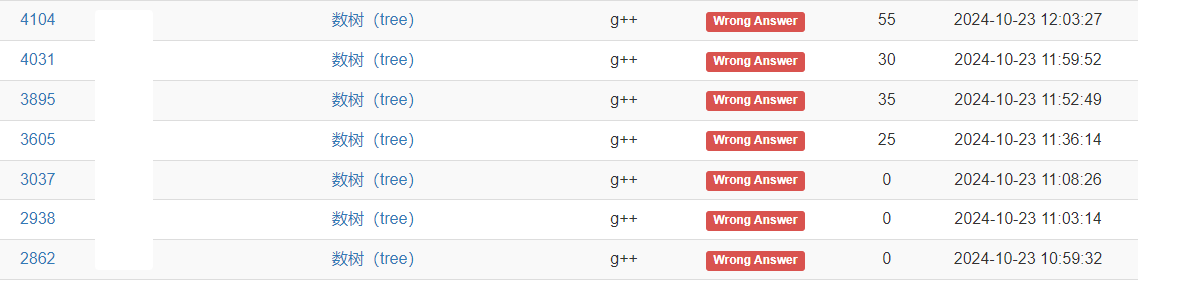 4104 数树（tree） g++ Wrong Answer 55 2024-10-23 12:03:27
4031 数树（tree） g++ Wrong Answer 30 2024-10-23 11:59:52
3895 数树（tree） g++ Wrong Answer 35 2024-10-23 11:52:49
3605 数树（tree） g++ Wrong Answer 25 2024-10-23 11:36:14
3037 数树（tree） g++ Wrong Answer 0 2024-10-23 11:08:26
2938 数树（tree） g++ Wrong Answer 0 2024-10-23 11:03:14
2862 数树（tree） g++ Wrong Answer 0 2024-10-23 10:59:32